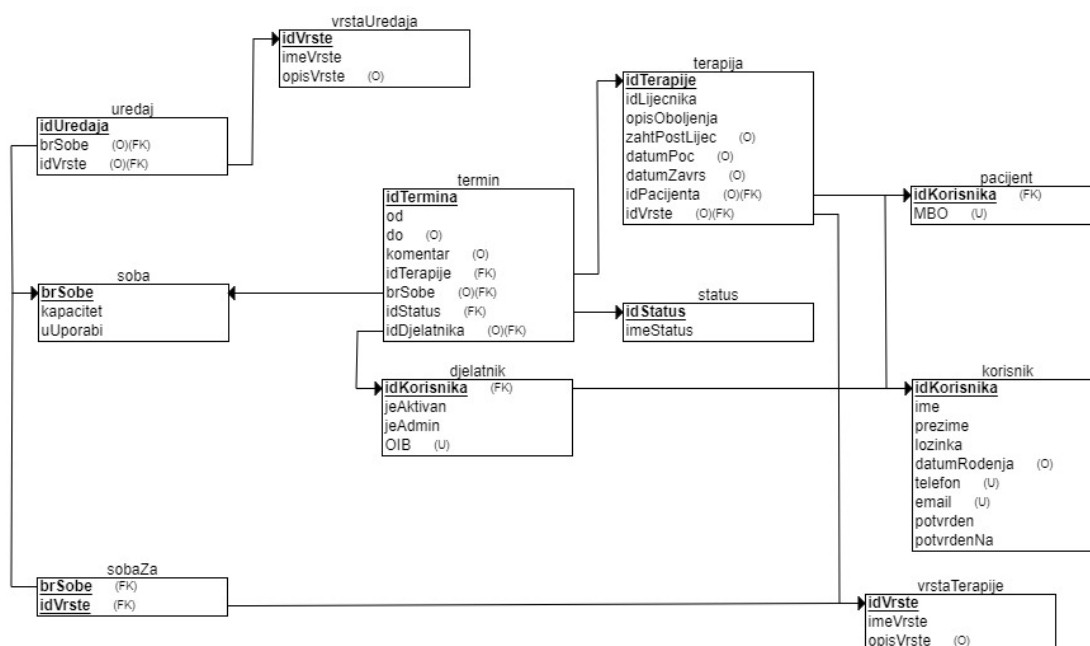 vrstaUredaja
idVrste
imeVrste
opisVrste (O)
uredaj
idUredaja
brSobe (O)(FK)
idVrste (O)(FK)
terapija
idTerapije
idLijecnika
opisOboljenja
zahtPostLijec (O)
datumPoc (O)
datumZavrs (O)
idPacijenta (O)(FK)
idVrste (O)(FK)
termin
idTermina
od
do (O)
komentar (O)
idTerapije (FK)
brSobe (O)(FK)
idStatus (FK)
idDjelatnika (O)(FK)
pacijent
idKorisnika (FK)
MBO (U)
soba
brSobe
kapacitet
uUporabi
status
idStatus
imeStatus
djelatnik
idKorisnika (FK)
jeAktivan
jeAdmin
OIB (U)
korisnik
idKorisnika
ime
prezime
lozinka
datumRodenja (O)
telefon (U)
email (U)
potvrden
potvrdenNa
sobaZa
brSobe (FK)
idVrste (FK)
vrstaTerapije
idVrste
imeVrste
opisVrste (O)